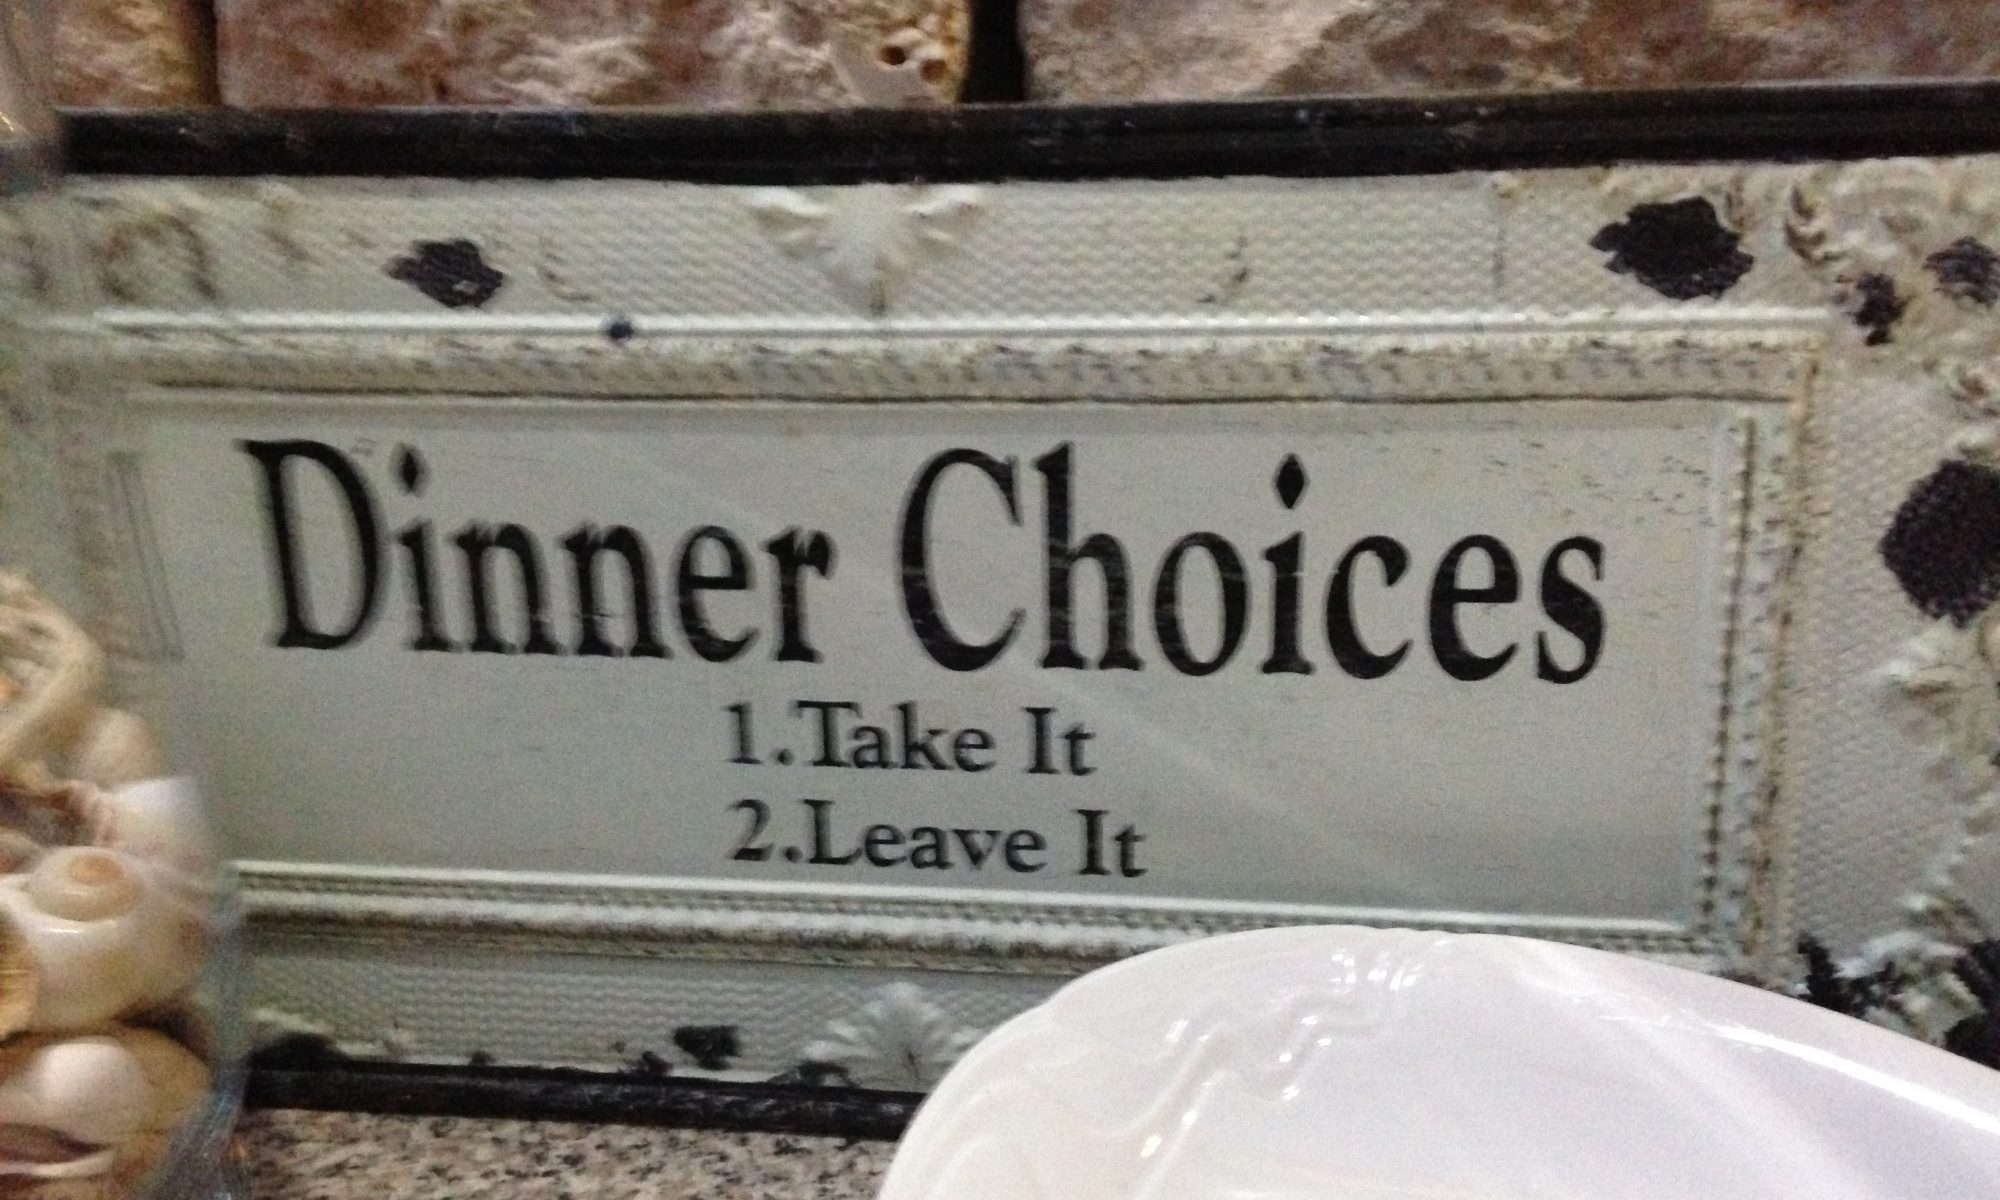 Dinner Choices
1.Take It
2.Leave It